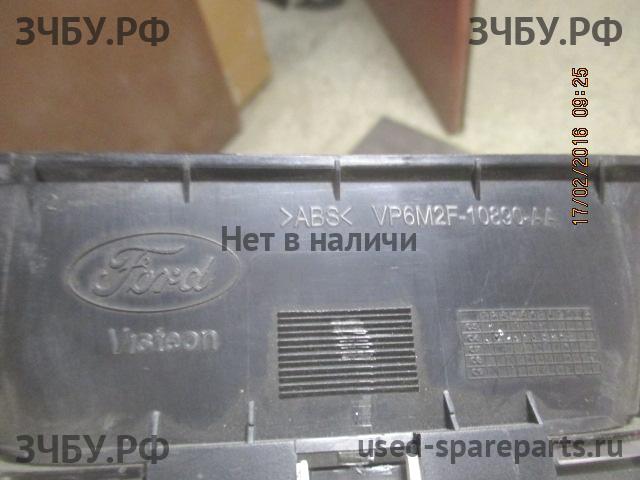 ЗЧБУ.РФ
ЗЧБУ.РФ
17/02/2016 09:25
>ABS< VP6M2F-10890-AA
Нет в наличи
Ford
Visteon
ЗЧБУ.РФ
used-spareparts.ru